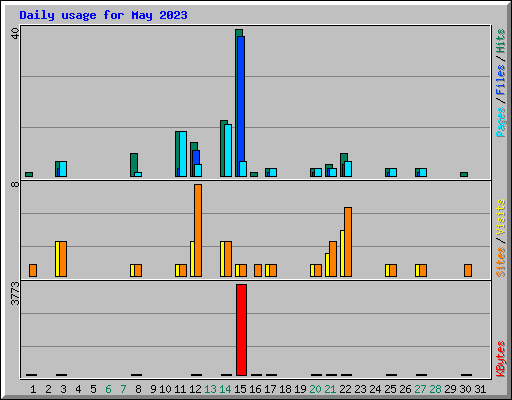 Daily usage for May 2023
40
8
3773
Pages / Files / Hits
Sites / Visits
KBytes
1 2 3 4 5 6 7 8 9 10 11 12 13 14 15 16 17 18 19 20 21 22 23 24 25 26 27 28 29 30 31